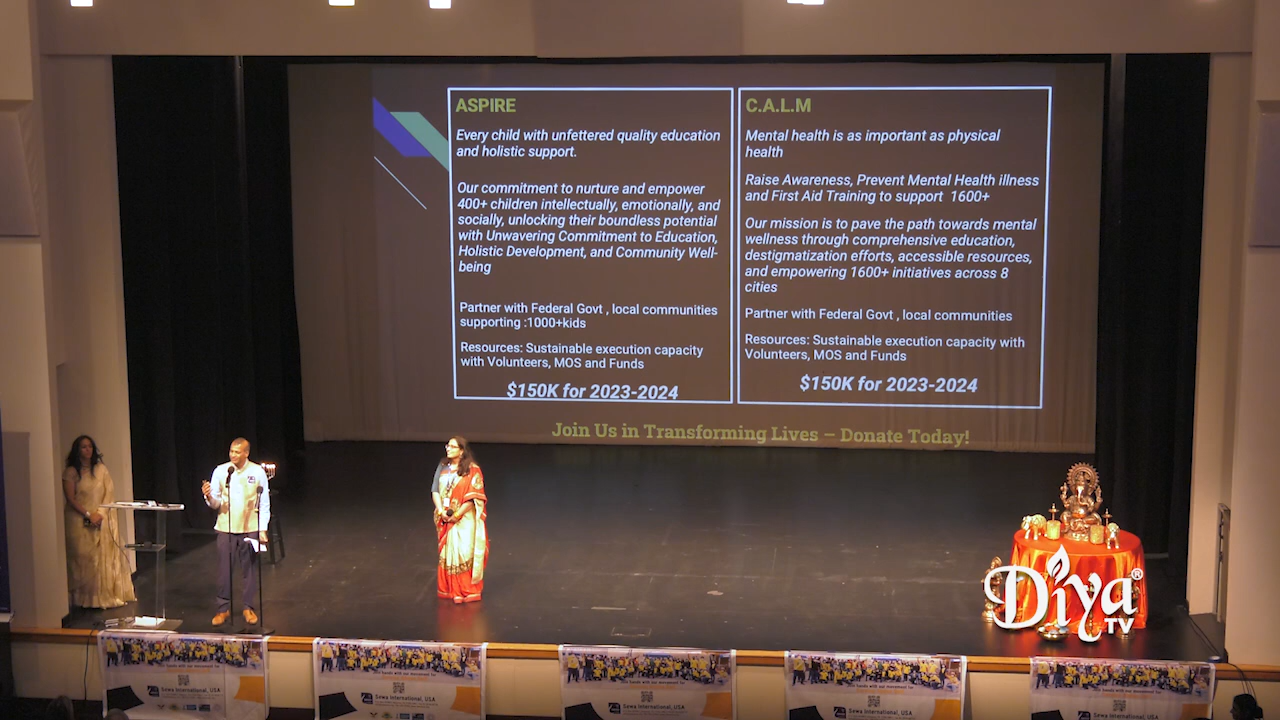 ASPIRE
Every child with unfettered quality education
and holistic support.
Our commitment to nurture and empower
400+ children intellectually, emotionally, and
socially, unlocking their boundless potential
with Unwavering Commitment to Education,
Holistic Development, and Community Well-
being
Partner with Federal Govt , local communities
supporting :1000+kids
Resources: Sustainable execution capacity
with Volunteers, MOS and Funds
$150K for 2023-2024
C.A.L.M
Mental health is as important as physical
health
Raise Awareness, Prevent Mental Health illness
and First Aid Training to support 1600+
Our mission is to pave the path towards mental
wellness through comprehensive education,
destigmatization efforts, accessible resources,
and empowering 1600+ initiatives across 8
cities
Partner with Federal Govt , local communities
Resources: Sustainable execution capacity with
Volunteers, MOS and Funds
$150K for 2023-2024
Join Us in Transforming Lives – Donate Today!
Diya®
TV
Sewa International, USA
Sewa International, USA
Sewa International, USA
Sewa International, USA
Sewa International, USA